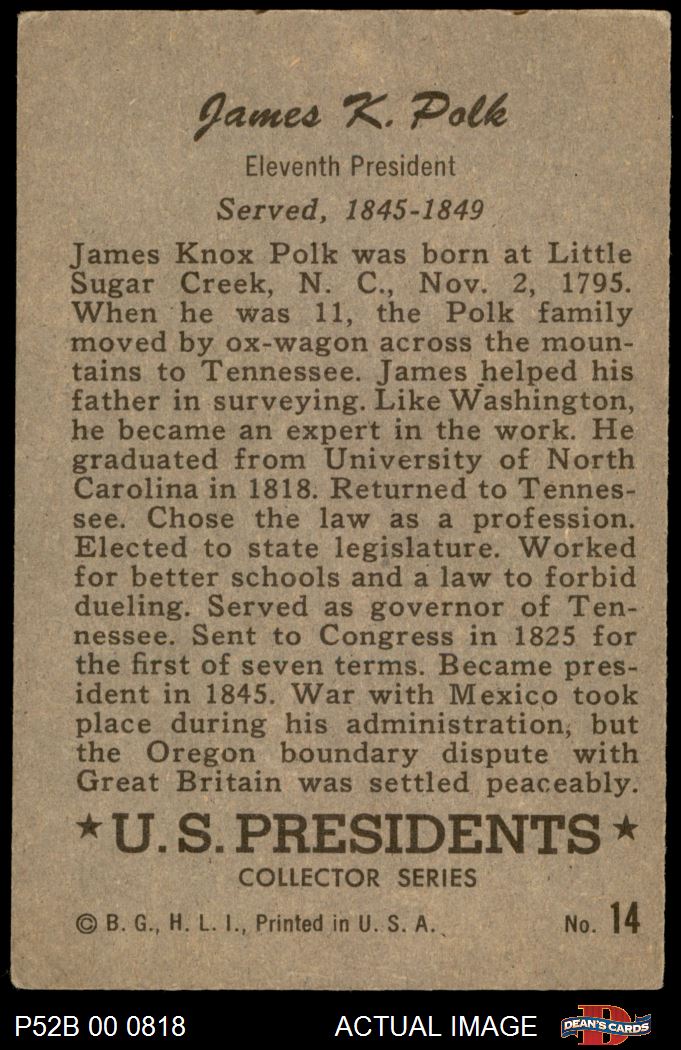 James K. Polk
Eleventh President
Served, 1845-1849
James Knox Polk was born at Little
Sugar Creek, N. C., Nov. 2, 1795.
When he was 11, the Polk family
moved by ox-wagon across the moun-
tains to Tennessee. James helped his
father in surveying. Like Washington,
he became an expert in the work. He
graduated from University of North
Carolina in 1818. Returned to Tennes-
see. Chose the law as a profession.
Elected to state legislature. Worked
for better schools and a law to forbid
dueling. Served as governor of Ten-
nessee. Sent to Congress in 1825 for
the first of seven terms. Became pres-
ident in 1845. War with Mexico took
place during his administration, but
the Oregon boundary dispute with
Great Britain was settled peaceably.
★ U. S. PRESIDENTS ★
COLLECTOR SERIES
© B. G., H. L. I., Printed in U. S. A. No. 14
P52B 00 0818 ACTUAL IMAGE D DEAN'S CARDS